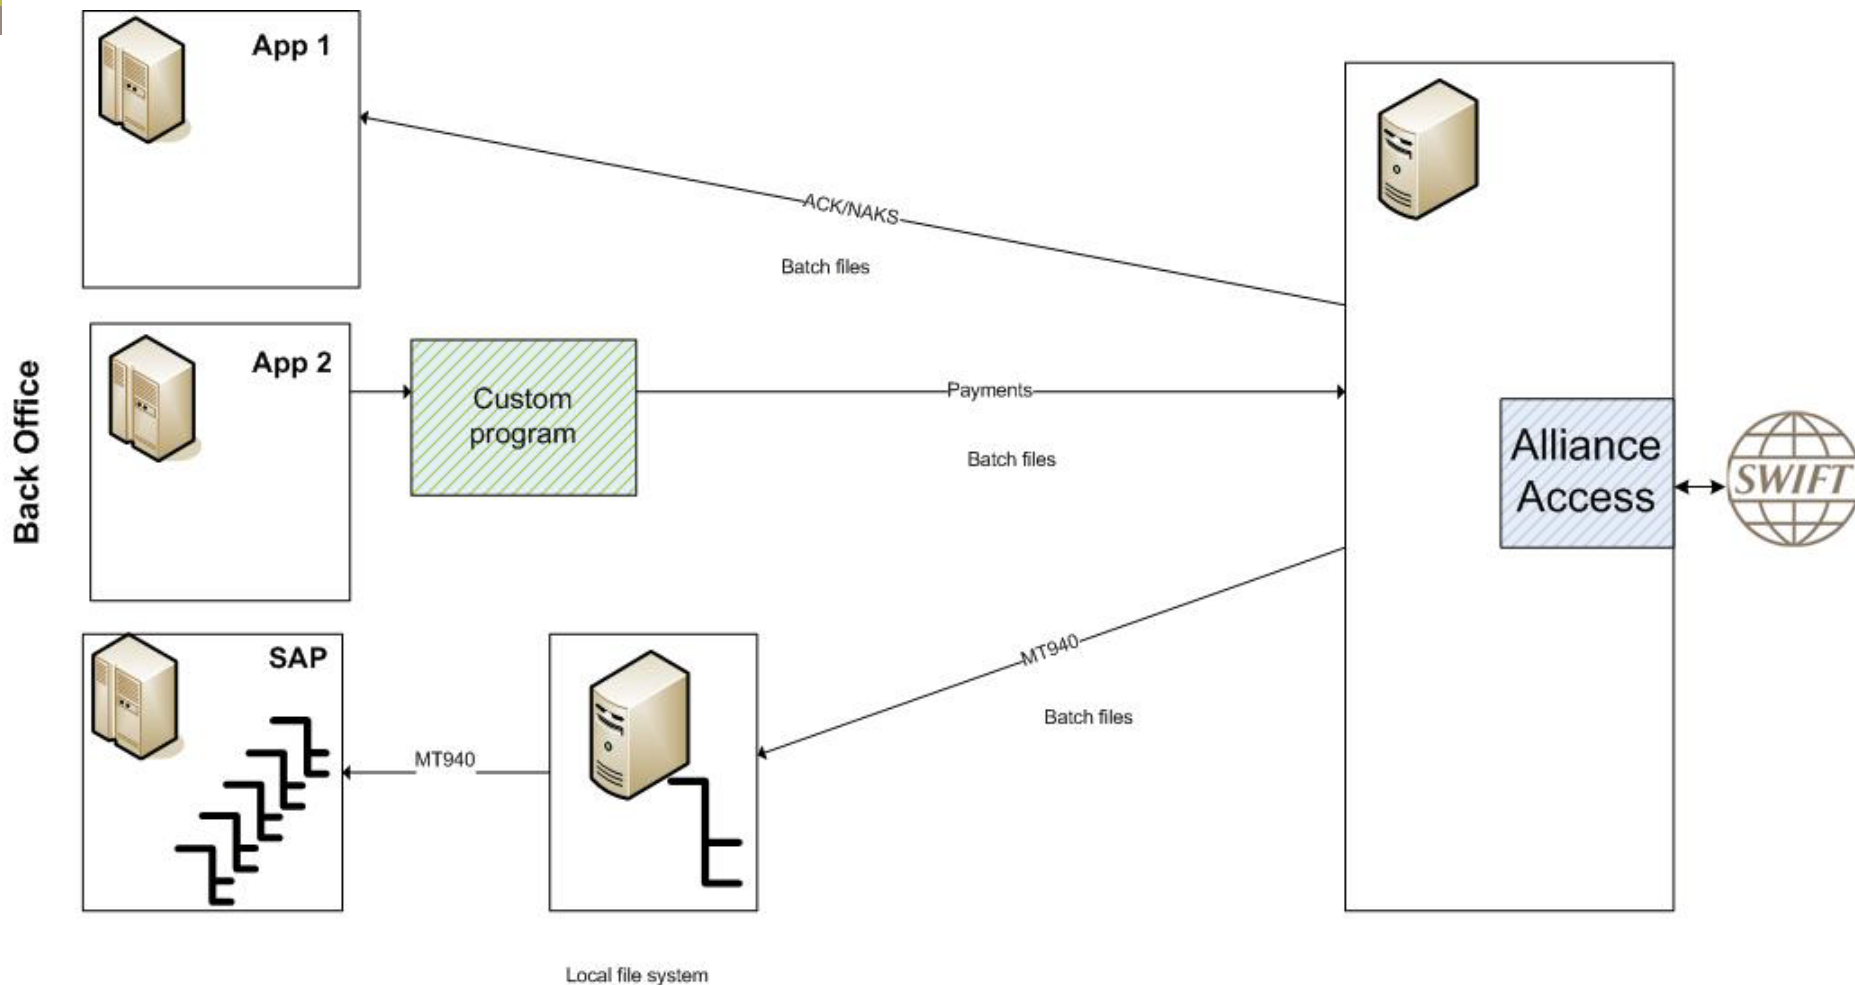 App 1
ACK/NAKS
Batch files
Back Office
App 2
Custom
program
Payments
Batch files
Alliance
Access
SWIFT
SAP
MT940
MT940
Batch files
Local file system